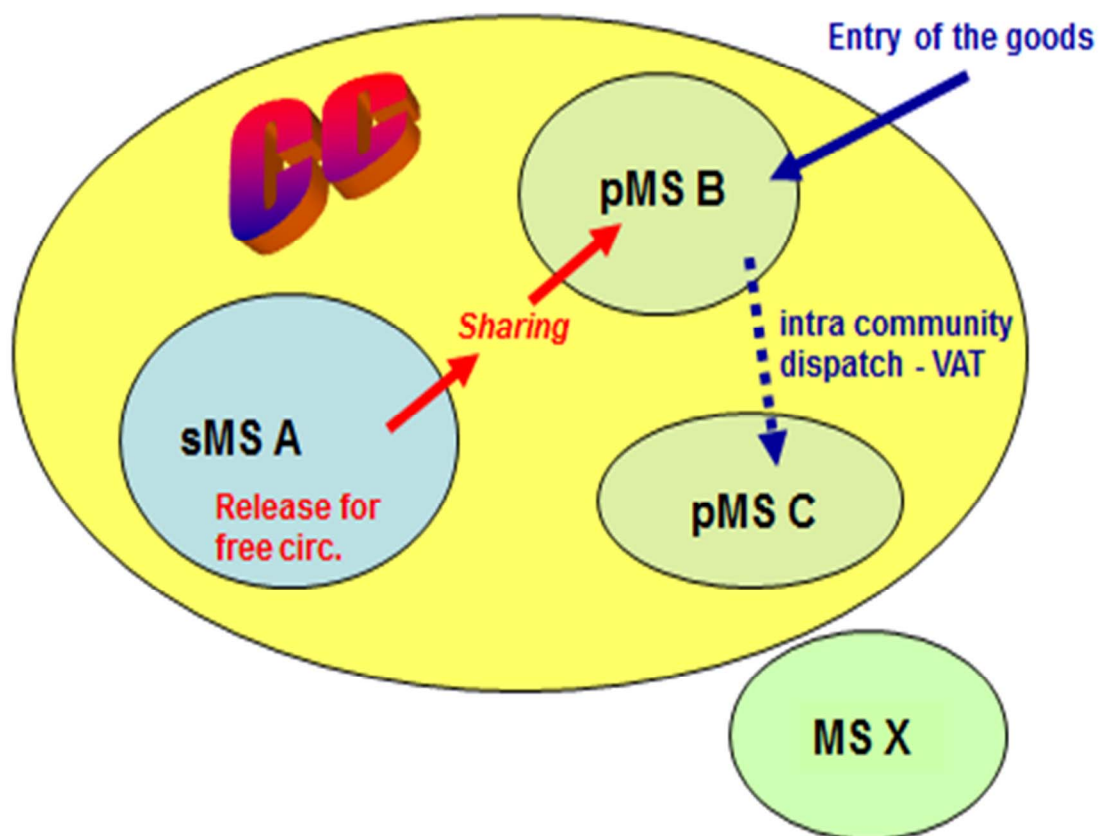 Entry of the goods
CC
pMS B
Sharing
intra community
dispatch - VAT
sMS A
Release for
free circ.
pMS C
MS X